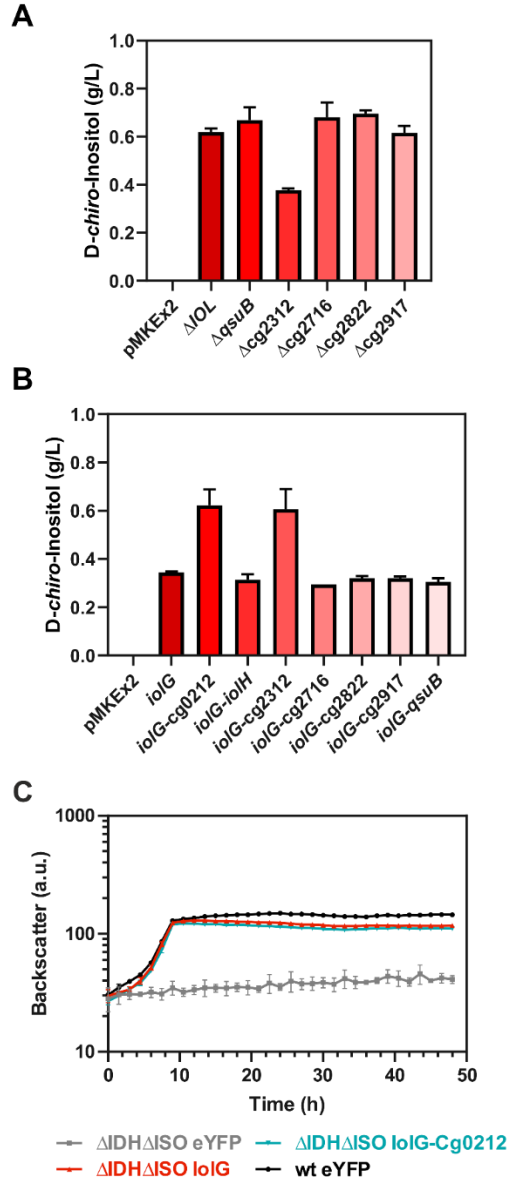 A
D-chiro-Inositol (g/L)
1.0
0.8
0.6
0.4
0.2
0.0
pMKEx2
ΔIOL
ΔqsuB
Δcg2312
Δcg2716
Δcg2822
Δcg2917
B
D-chiro-Inositol (g/L)
1.0
0.8
0.6
0.4
0.2
0.0
pMKEx2
iolG
iolG-cg0212
iolG-iolH
iolG-cg2312
iolG-cg2716
iolG-cg2822
iolG-cg2917
iolG-qsuB
C
Backscatter (a.u.)
1000
100
10
0 10 20 30 40 50
Time (h)
ΔIDHΔISO eYFP ΔIDHΔISO IolG-Cg0212
ΔIDHΔISO IolG wt eYFP